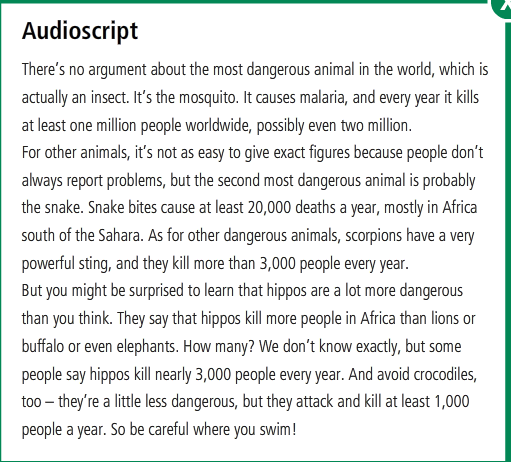 Audioscript
There's no argument about the most dangerous animal in the world, which is
actually an insect. It's the mosquito. It causes malaria, and every year it kills
at least one million people worldwide, possibly even two million.
For other animals, it's not as easy to give exact figures because people don't
always report problems, but the second most dangerous animal is probably
the snake. Snake bites cause at least 20,000 deaths a year, mostly in Africa
south of the Sahara. As for other dangerous animals, scorpions have a very
powerful sting, and they kill more than 3,000 people every year.
But you might be surprised to learn that hippos are a lot more dangerous
than you think. They say that hippos kill more people in Africa than lions or
buffalo or even elephants. How many? We don't know exactly, but some
people say hippos kill nearly 3,000 people every year. And avoid crocodiles,
too – they're a little less dangerous, but they attack and kill at least 1,000
people a year. So be careful where you swim!